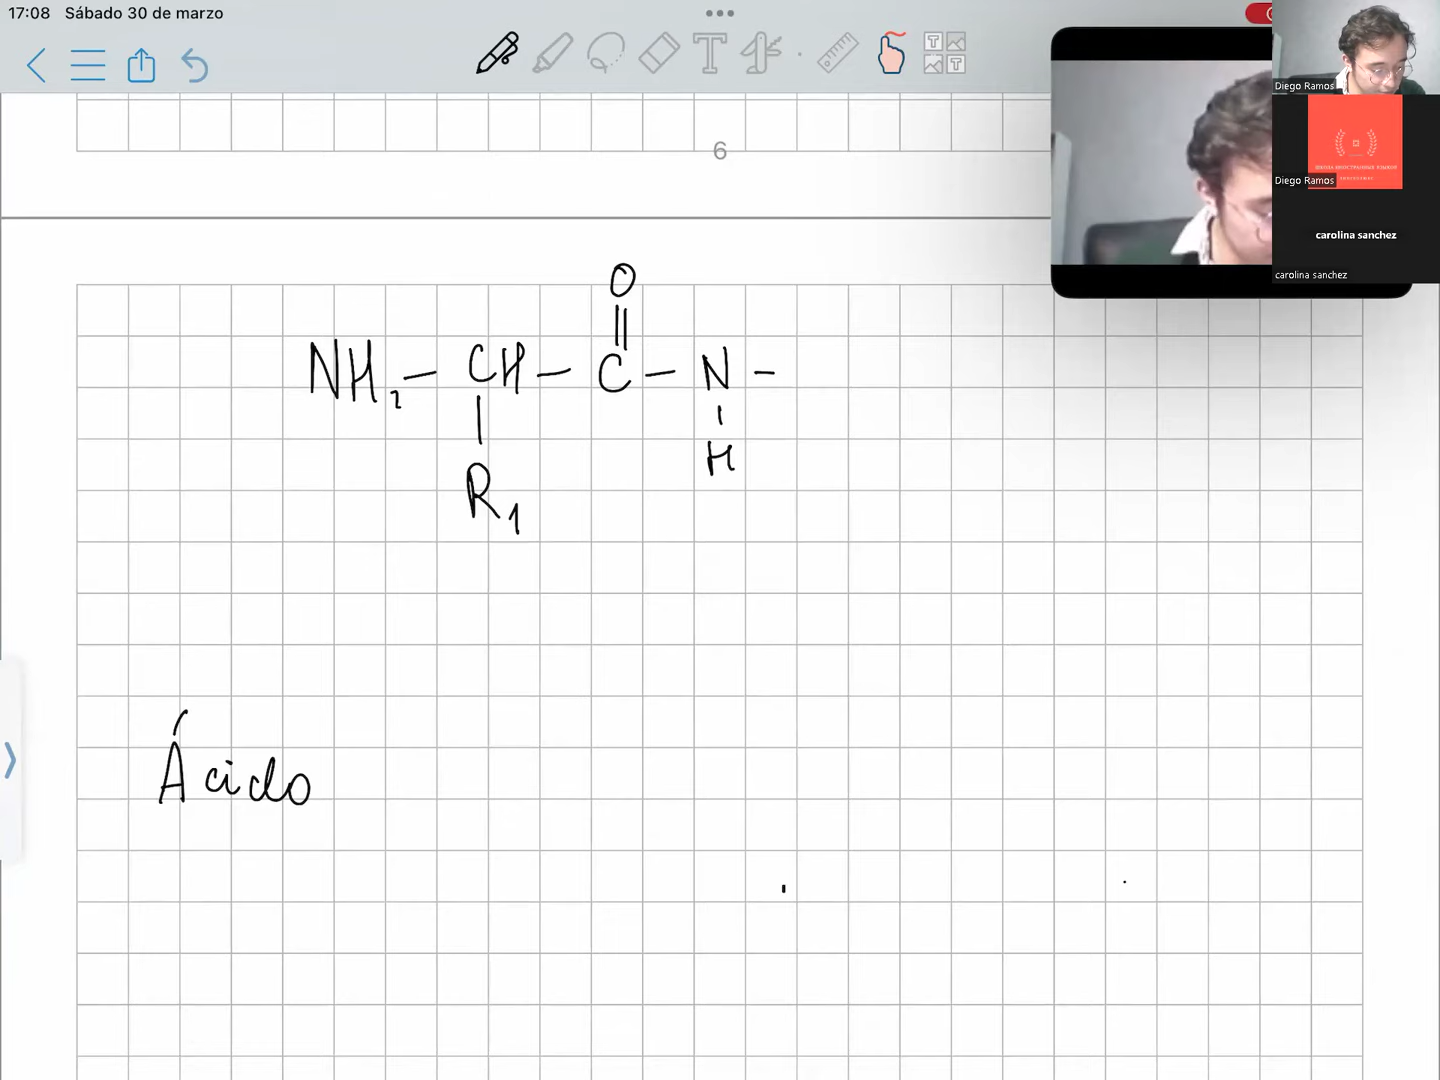 17:08 Sábado 30 de marzo
Diego Ramos
Diego Ramos
carolina sanchez
carolina sanchez
6
O
NH₂ – CH – C – N –
H
R₁
Ácido